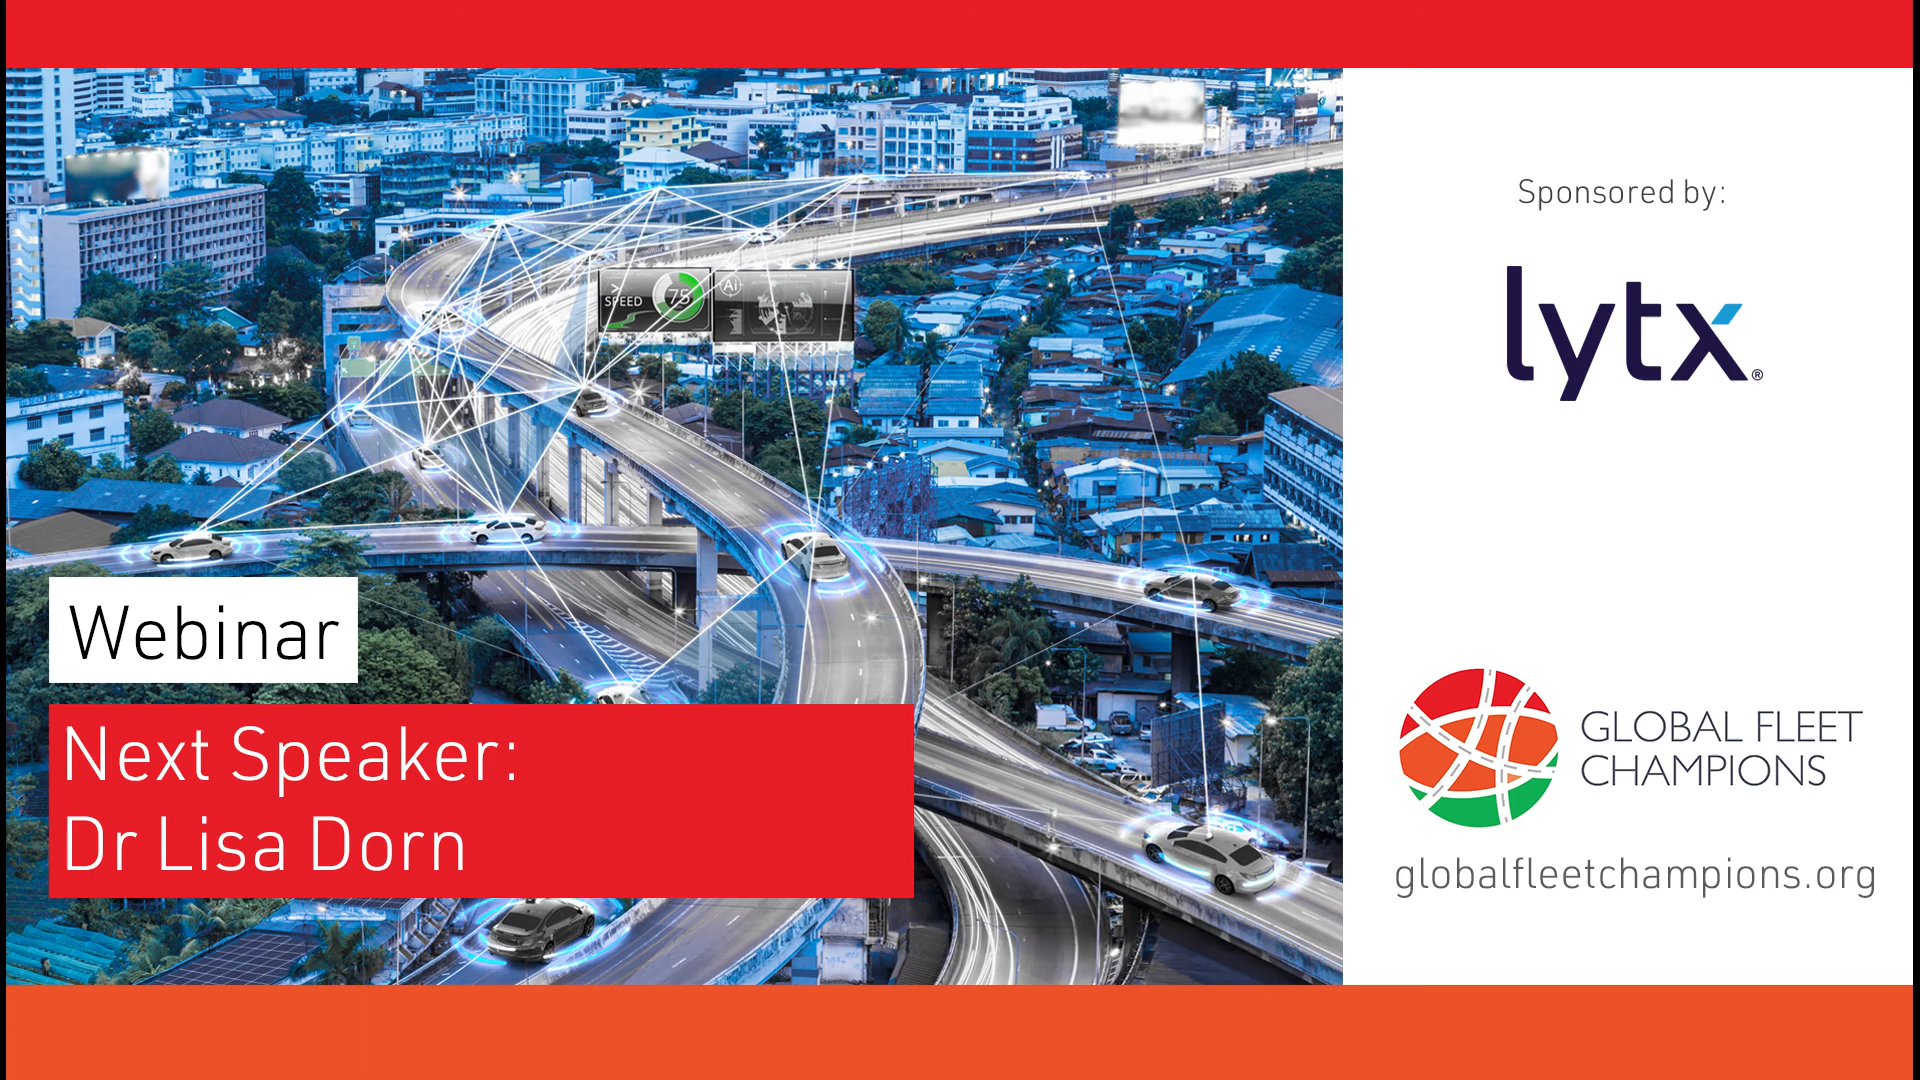 SPEED
75
Ai
Webinar
Next Speaker:
Dr Lisa Dorn
Sponsored by:
lytx®
GLOBAL FLEET
CHAMPIONS
globalfleetchampions.org